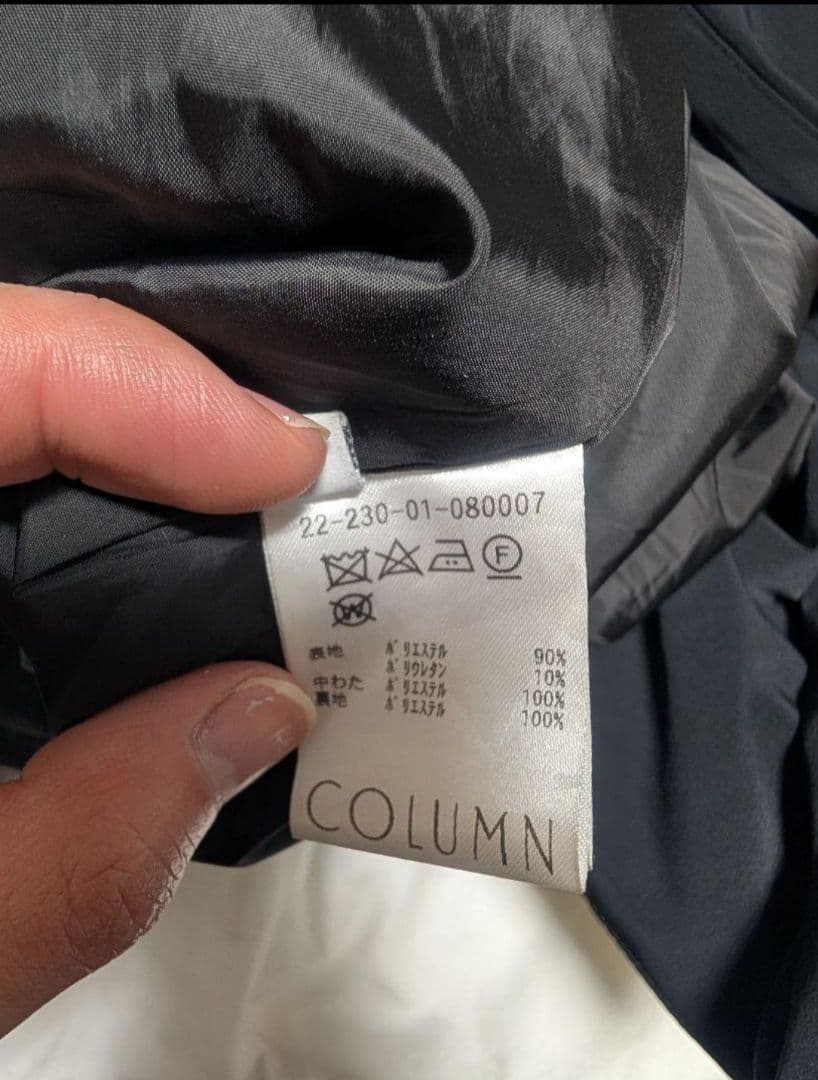 22-230-01-080007
F
W
表地 ポリエステル 90%
ポリウレタン 10%
中わた ポリエステル 100%
裏地 ポリエステル 100%
COLUMN